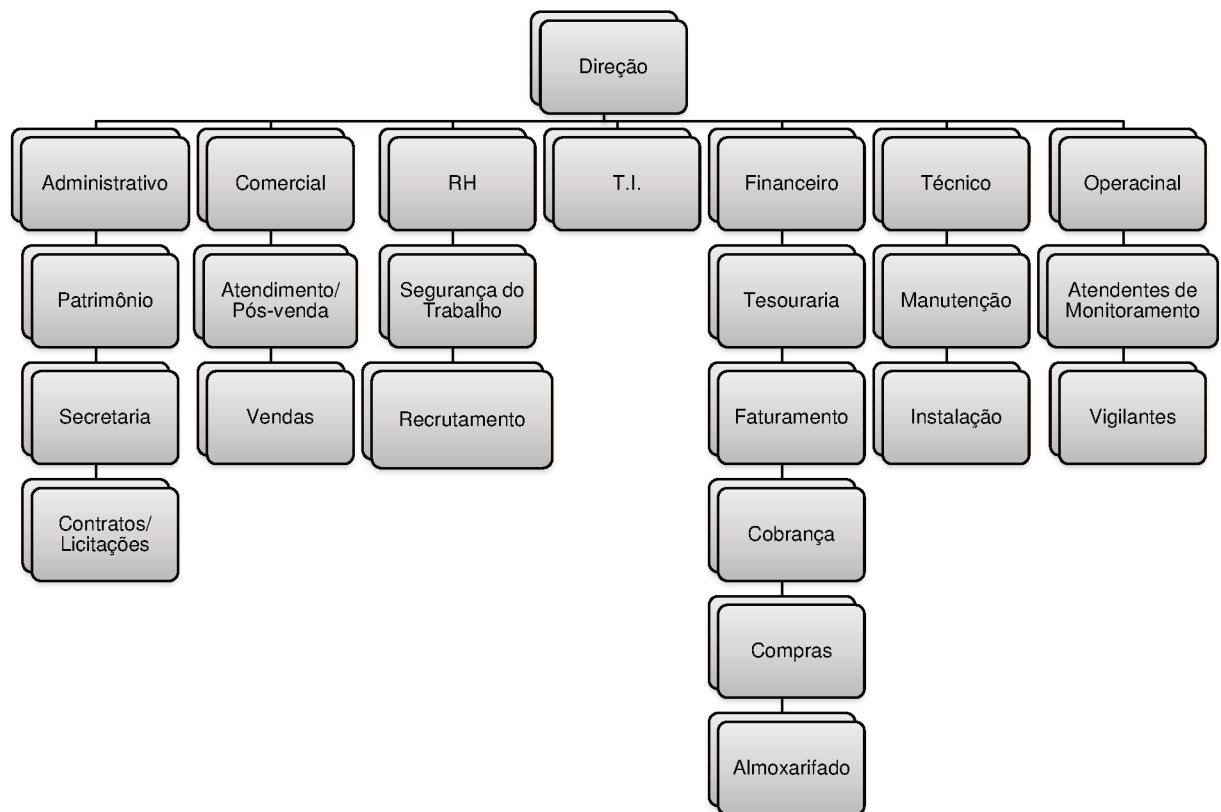 Direção
Administrativo
Comercial
RH
T.I.
Financeiro
Técnico
Operacinal
Patrimônio
Atendimento/
Pós-venda
Segurança do
Trabalho
Tesouraria
Manutenção
Atendentes de
Monitoramento
Secretaria
Vendas
Recrutamento
Faturamento
Instalação
Vigilantes
Contratos/
Licitações
Cobrança
Compras
Almoxarifado